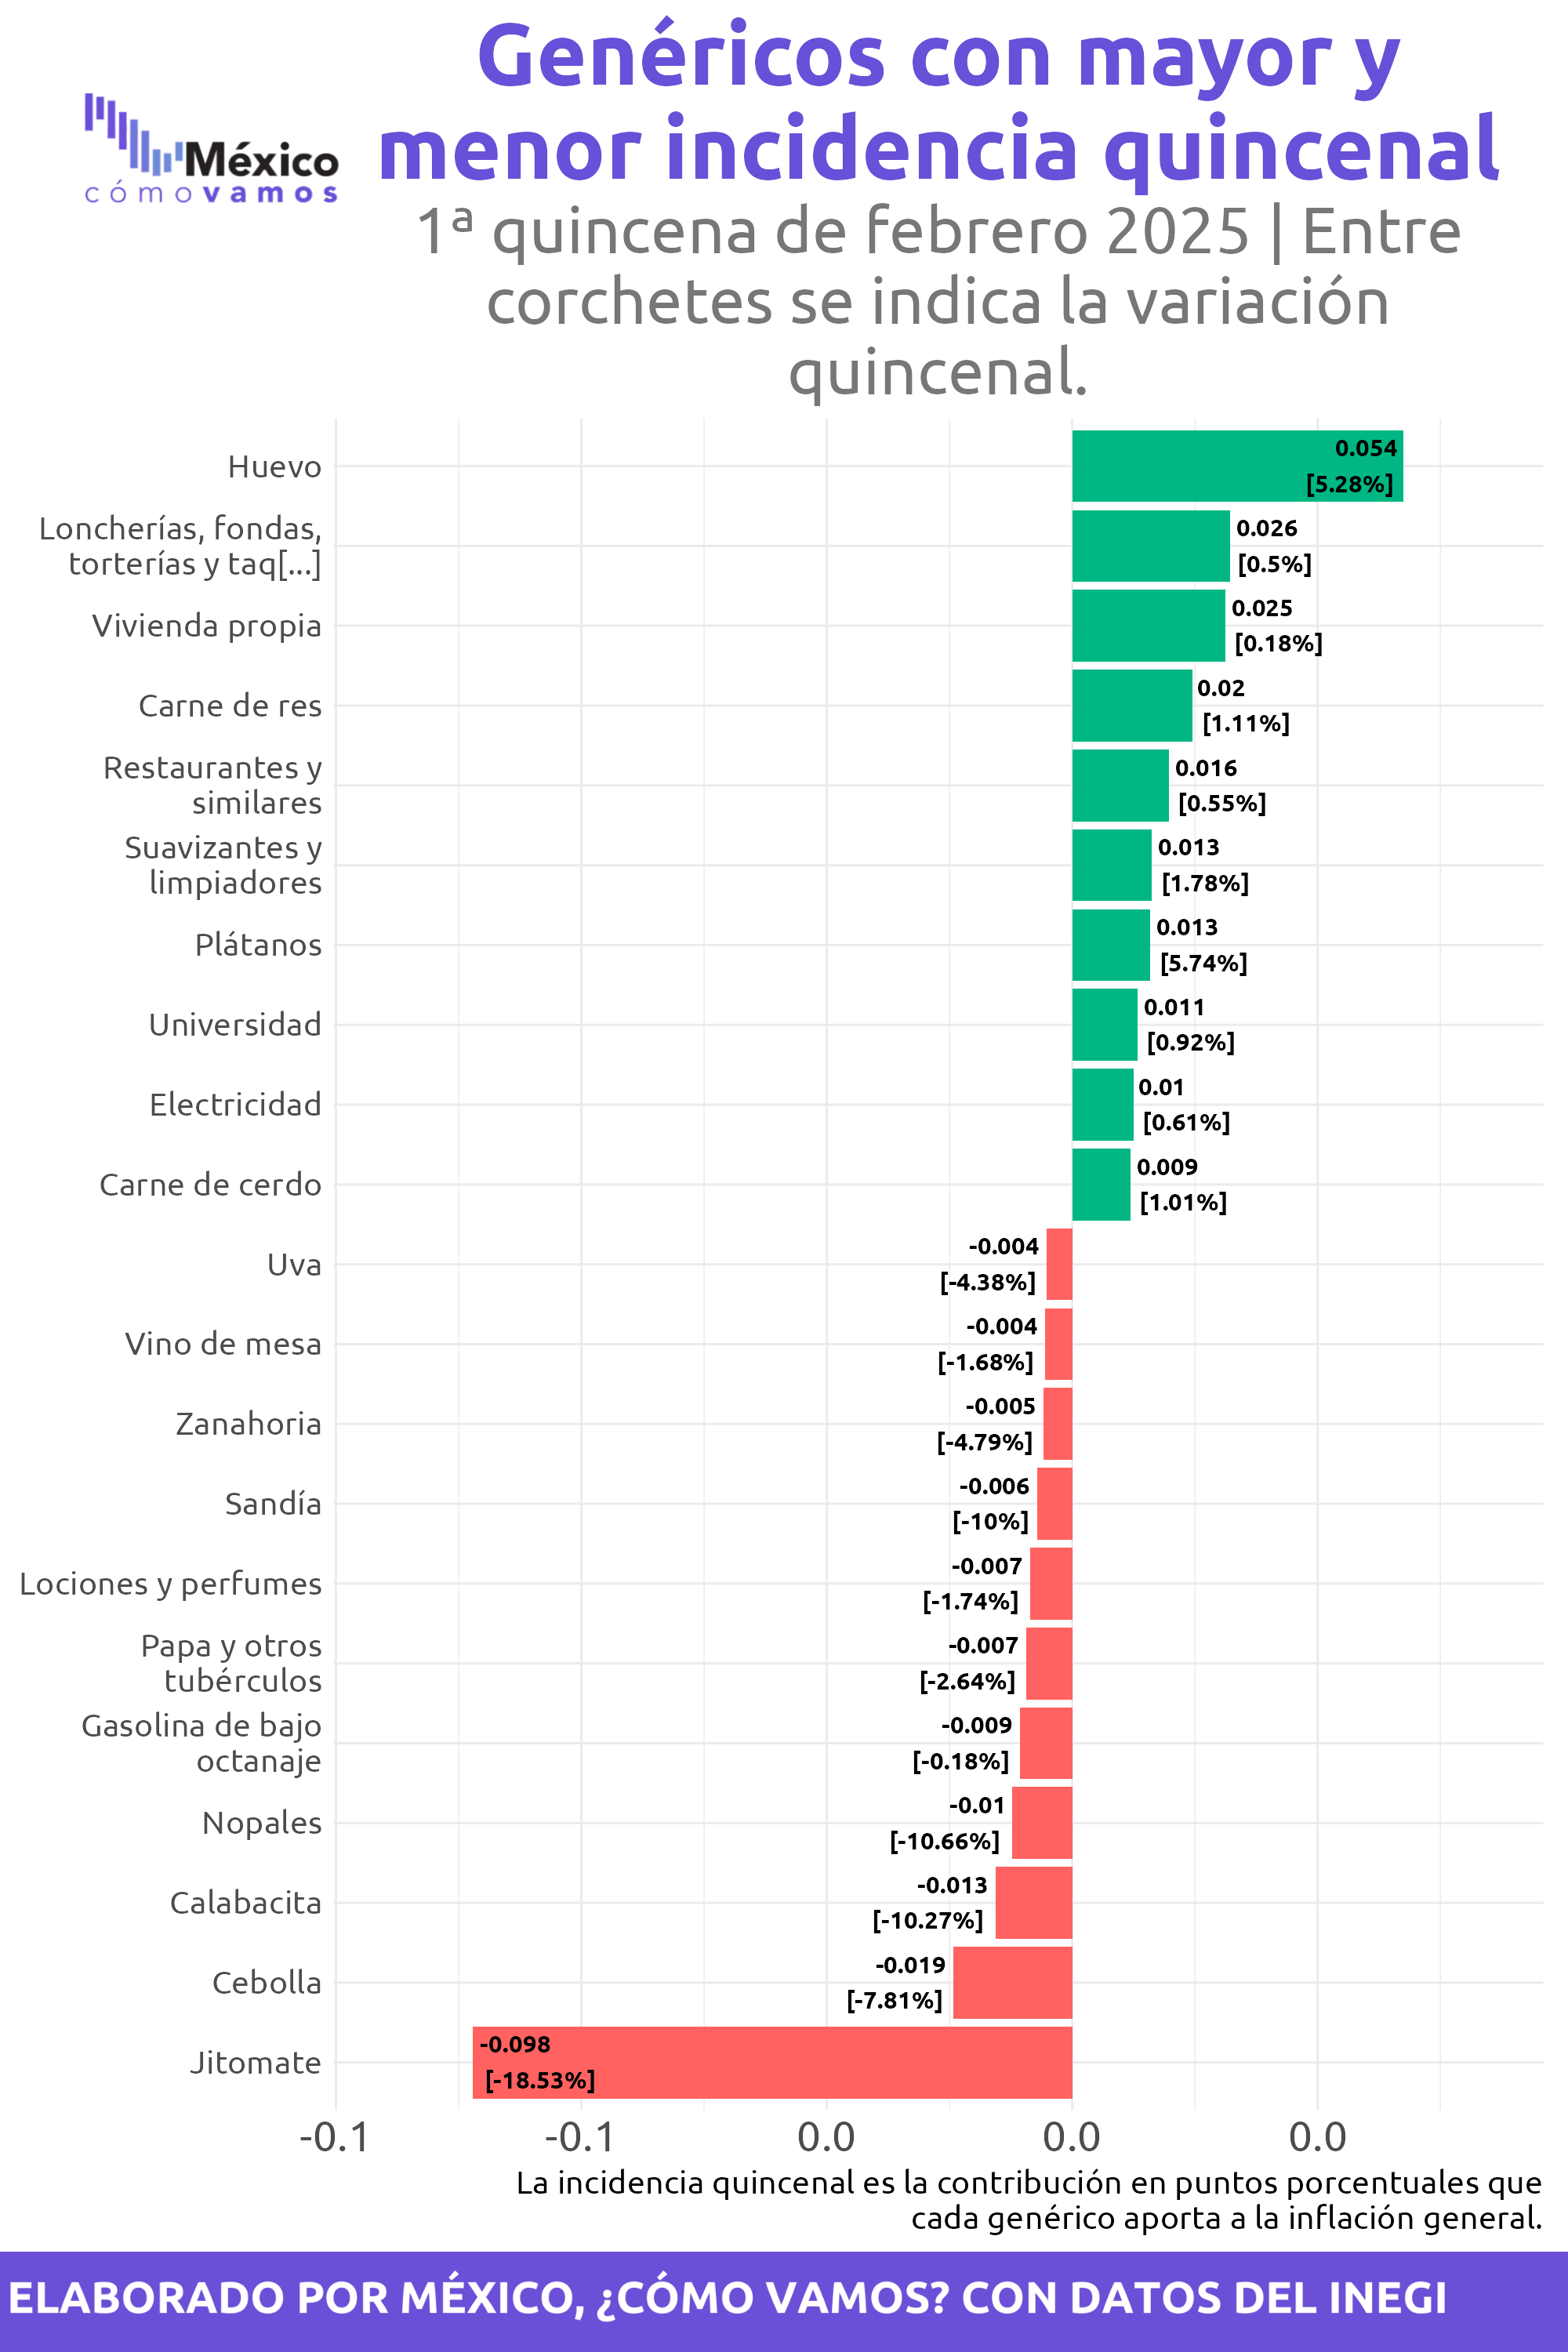 Genéricos con mayor y
menor incidencia quincenal
México
cómovamos
1ª quincena de febrero 2025 | Entre
corchetes se indica la variación
quincenal.
Huevo
0.054
[5.28%]
Loncherías, fondas,
torterías y taq[...]
0.026
[0.5%]
Vivienda propia
0.025
[0.18%]
Carne de res
0.02
[1.11%]
Restaurantes y
similares
0.016
[0.55%]
Suavizantes y
limpiadores
0.013
[1.78%]
Plátanos
0.013
[5.74%]
Universidad
0.011
[0.92%]
Electricidad
0.01
[0.61%]
Carne de cerdo
0.009
[1.01%]
Uva
-0.004
[-4.38%]
Vino de mesa
-0.004
[-1.68%]
Zanahoria
-0.005
[-4.79%]
Sandía
-0.006
[-10%]
Lociones y perfumes
-0.007
[-1.74%]
Papa y otros
tubérculos
-0.007
[-2.64%]
Gasolina de bajo
octanaje
-0.009
[-0.18%]
Nopales
-0.01
[-10.66%]
Calabacita
-0.013
[-10.27%]
Cebolla
-0.019
[-7.81%]
Jitomate
-0.098
[-18.53%]
-0.1 -0.1 0.0 0.0 0.0
La incidencia quincenal es la contribución en puntos porcentuales que
cada genérico aporta a la inflación general.
ELABORADO POR MÉXICO, ¿CÓMO VAMOS? CON DATOS DEL INEGI